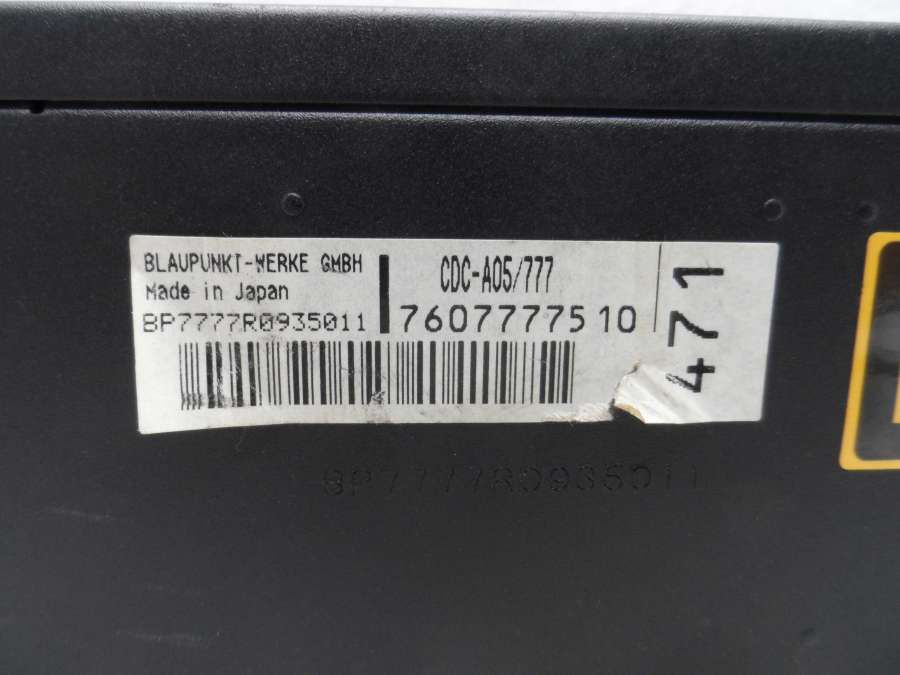 BLAUPUNKT-WERKE GMBH
Made in Japan
BP7777R0935011
CDC-A05/777
7607777510
471
BP7777R0935011